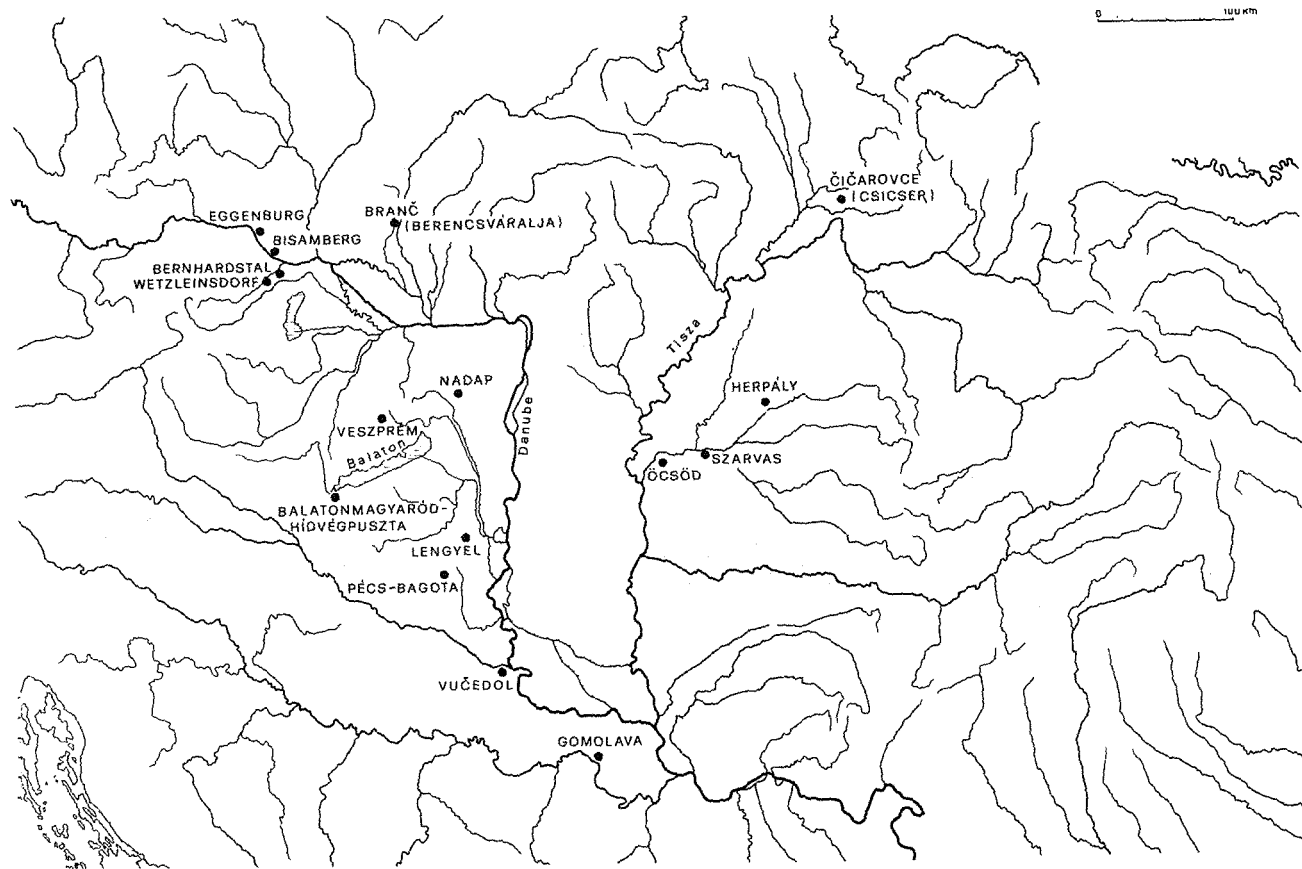 0 100 KM
ČIČAROVCE
(CSICSER)
EGGENBURG
BRANČ
(BERENCSVÁRALJA)
BISAMBERG
BERNHARDSTAL
WETZLEINSDORF
Tisza
NADAP
HERPÁLY
Danube
VESZPRÉM
Balaton
SZARVAS
ÖCSÖD
BALATONMAGYARÓD-
HÍDVÉGPUSZTA
LENGYEL
PÉCS-BAGOTA
VUČEDOL
GOMOLAVA